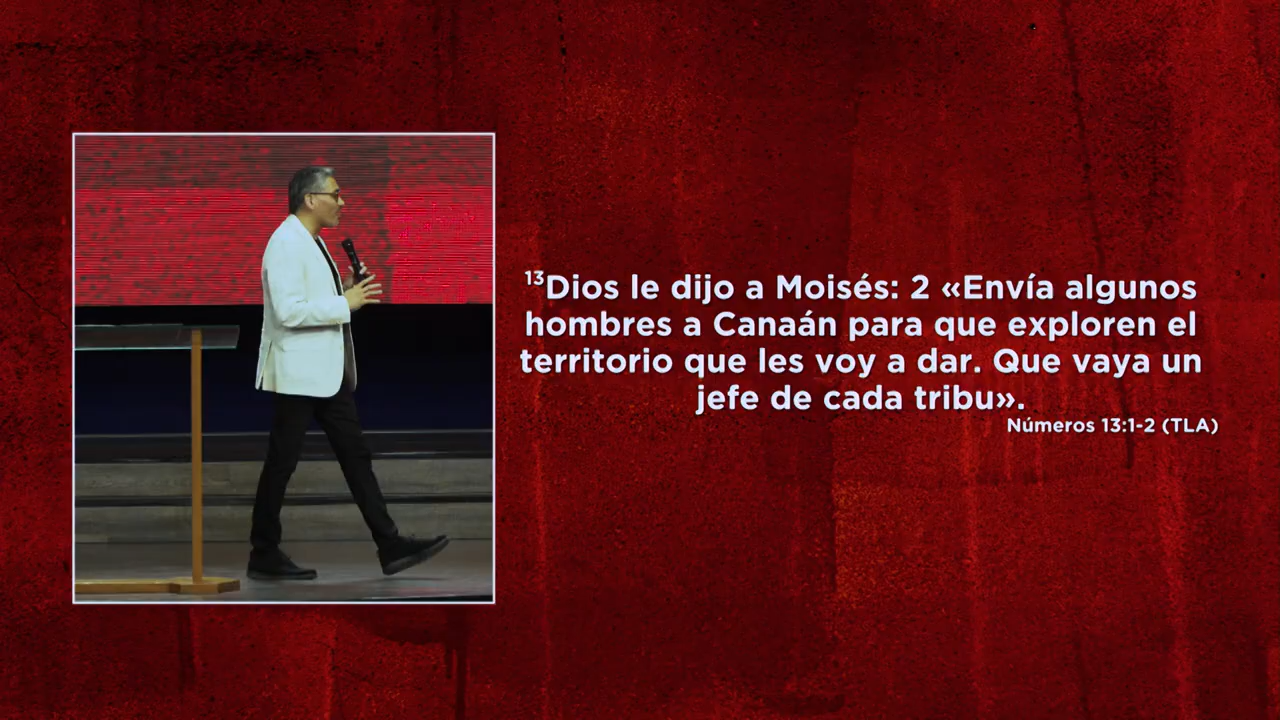 13Dios le dijo a Moisés: 2 «Envía algunos
hombres a Canaán para que exploren el
territorio que les voy a dar. Que vaya un
jefe de cada tribu».
Números 13:1-2 (TLA)